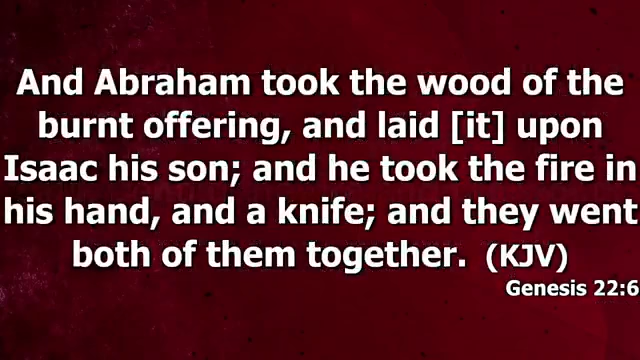 And Abraham took the wood of the
burnt offering, and laid [it] upon
Isaac his son; and he took the fire in
his hand, and a knife; and they went
both of them together. (KJV)
Genesis 22:6